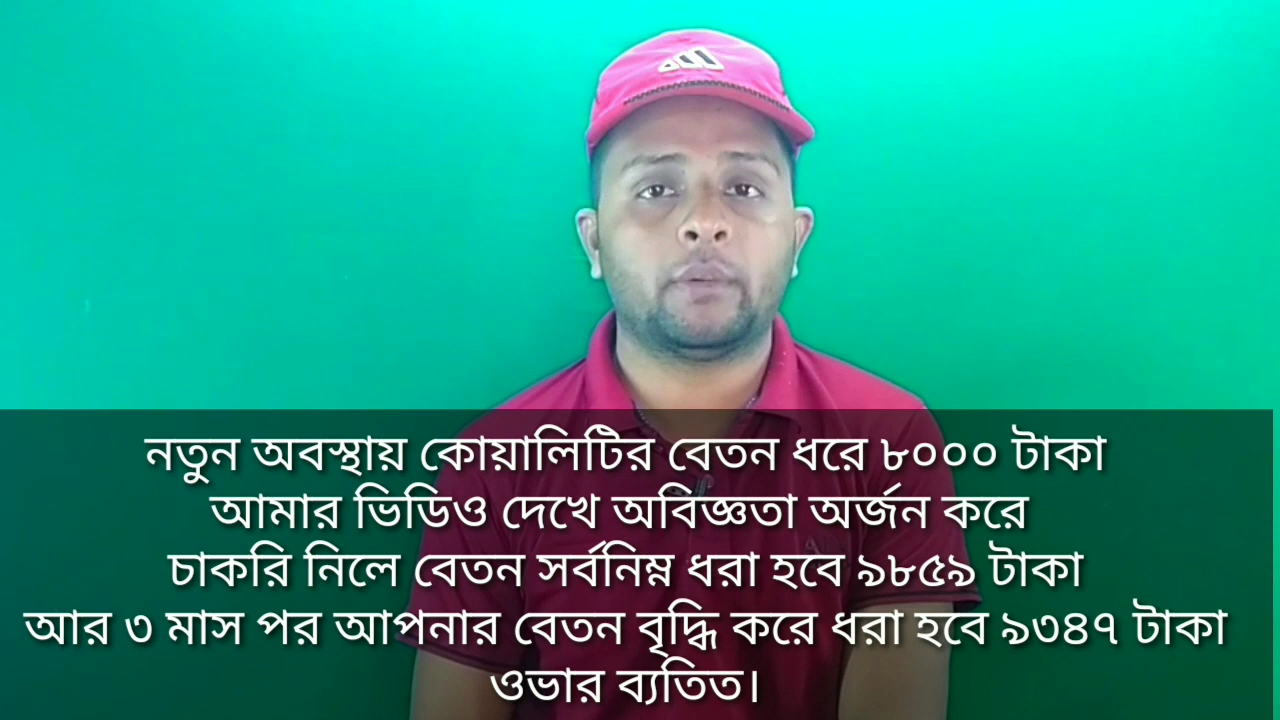 নতুন অবস্থায় কোয়ালিটির বেতন ধরে ৮০০০ টাকা
আমার ভিডিও দেখে অবিজ্ঞতা অর্জন করে
চাকরি নিলে বেতন সর্বনিম্ন ধরা হবে ৯৮৫৯ টাকা
আর ৩ মাস পর আপনার বেতন বৃদ্ধি করে ধরা হবে ৯৩৪৭ টাকা
ওভার ব্যতিত।